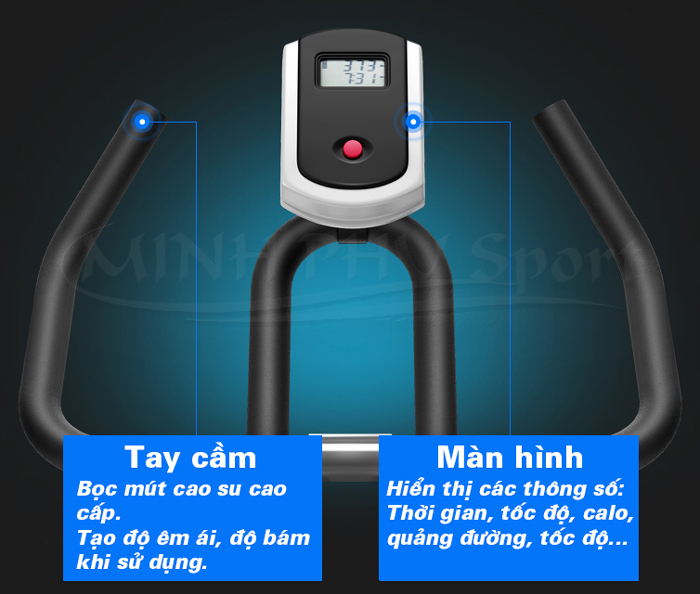 373
7:31
MINH PHÚ Sport
Tay cầm
Bọc mút cao su cao
cấp.
Tạo độ êm ái, độ bám
khi sử dụng.
Màn hình
Hiển thị các thông số:
Thời gian, tốc độ, calo,
quảng đường, tốc độ...